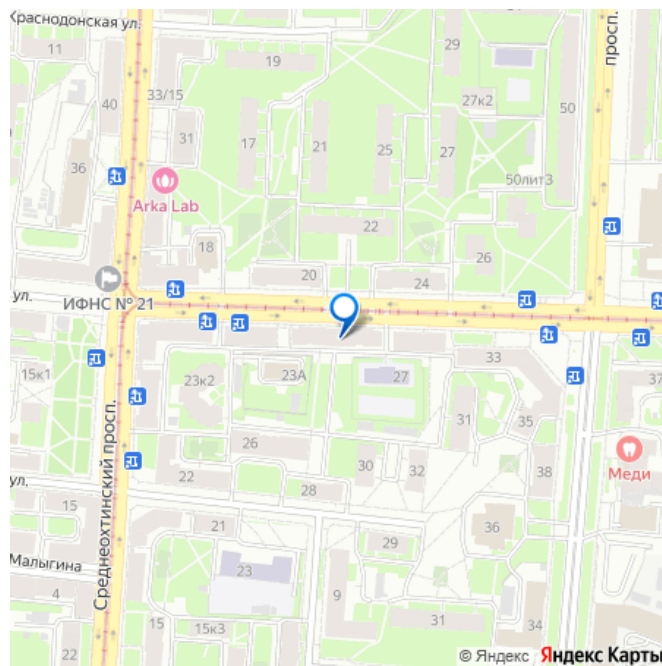 Краснодонская ул.
11
40
33/15
19
29
27к2
50
просп.
36
31
17
21
25
27
50лит3
Arka Lab
18
22
26
ИФНС № 21
20
24
ул.
15к1
23к2
23А
27
33
31
35
37
Среднеохтинский просп.
26
30
32
38
Меди
ул.
22
28
15
21
36
29
Малыгина
4
23
9
31
34
22
15
15к3
© Яндекс Яндекс Карты